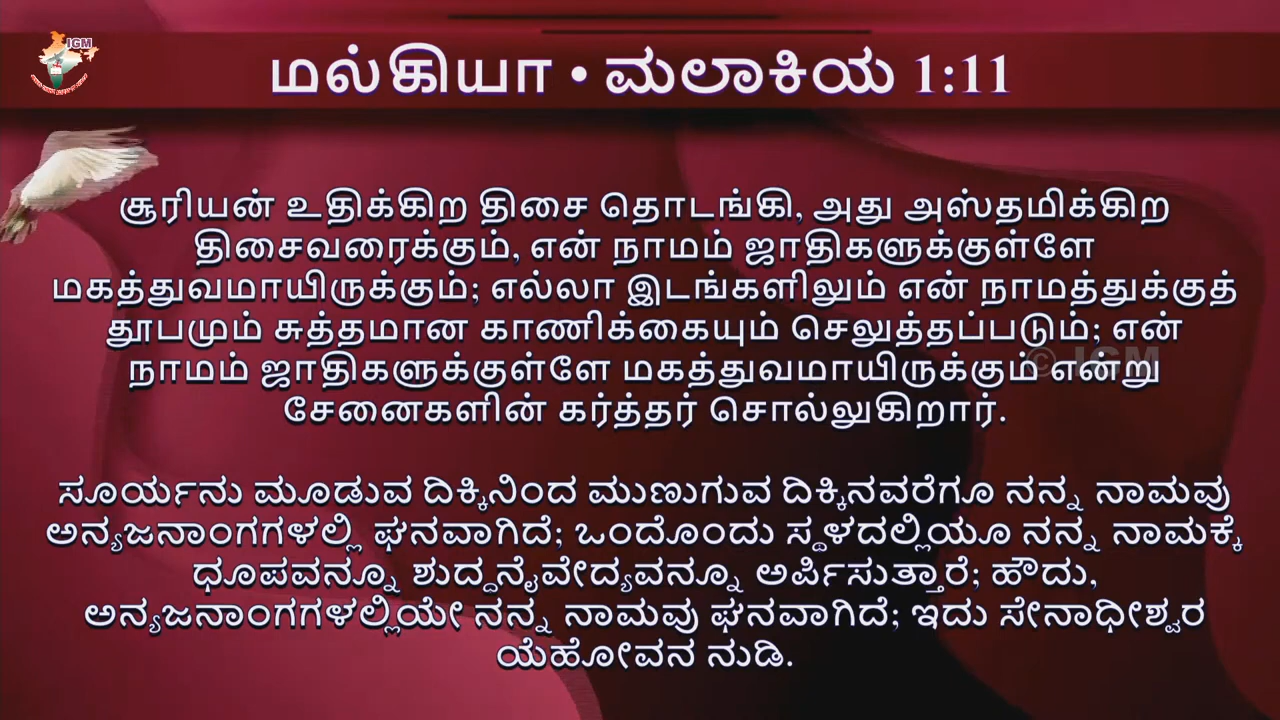 IGM
மல்கியா • ಮಲಾಕಿಯ 1:11
சூரியன் உதிக்கிற திசை தொடங்கி, அது அஸ்தமிக்கிற
திசைவரைக்கும், என் நாமம் ஜாதிகளுக்குள்ளே
மகத்துவமாயிருக்கும்; எல்லா இடங்களிலும் என் நாமத்துக்குத்
தூபமும் சுத்தமான காணிக்கையும் செலுத்தப்படும்; என்
© IGM
நாமம் ஜாதிகளுக்குள்ளே மகத்துவமாயிருக்கும் என்று
சேனைகளின் கர்த்தர் சொல்லுகிறார்.
ಸೂರ್ಯನು ಮೂಡುವ ದಿಕ್ಕಿನಿಂದ ಮುಣುಗುವ ದಿಕ್ಕಿನವರೆಗೂ ನನ್ನ ನಾಮವು
ಅನ್ಯಜನಾಂಗಗಳಲ್ಲಿ ಘನವಾಗಿದೆ; ಒಂದೊಂದು ಸ್ಥಳದಲ್ಲಿಯೂ ನನ್ನ ನಾಮಕ್ಕೆ
ಧೂಪವನ್ನೂ ಶುದ್ಧನೈವೇದ್ಯವನ್ನೂ ಅರ್ಪಿಸುತ್ತಾರೆ; ಹೌದು,
ಅನ್ಯಜನಾಂಗಗಳಲ್ಲಿಯೇ ನನ್ನ ನಾಮವು ಘನವಾಗಿದೆ; ಇದು ಸೇನಾಧೀಶ್ವರ
ಯೆಹೋವನ ನುಡಿ.